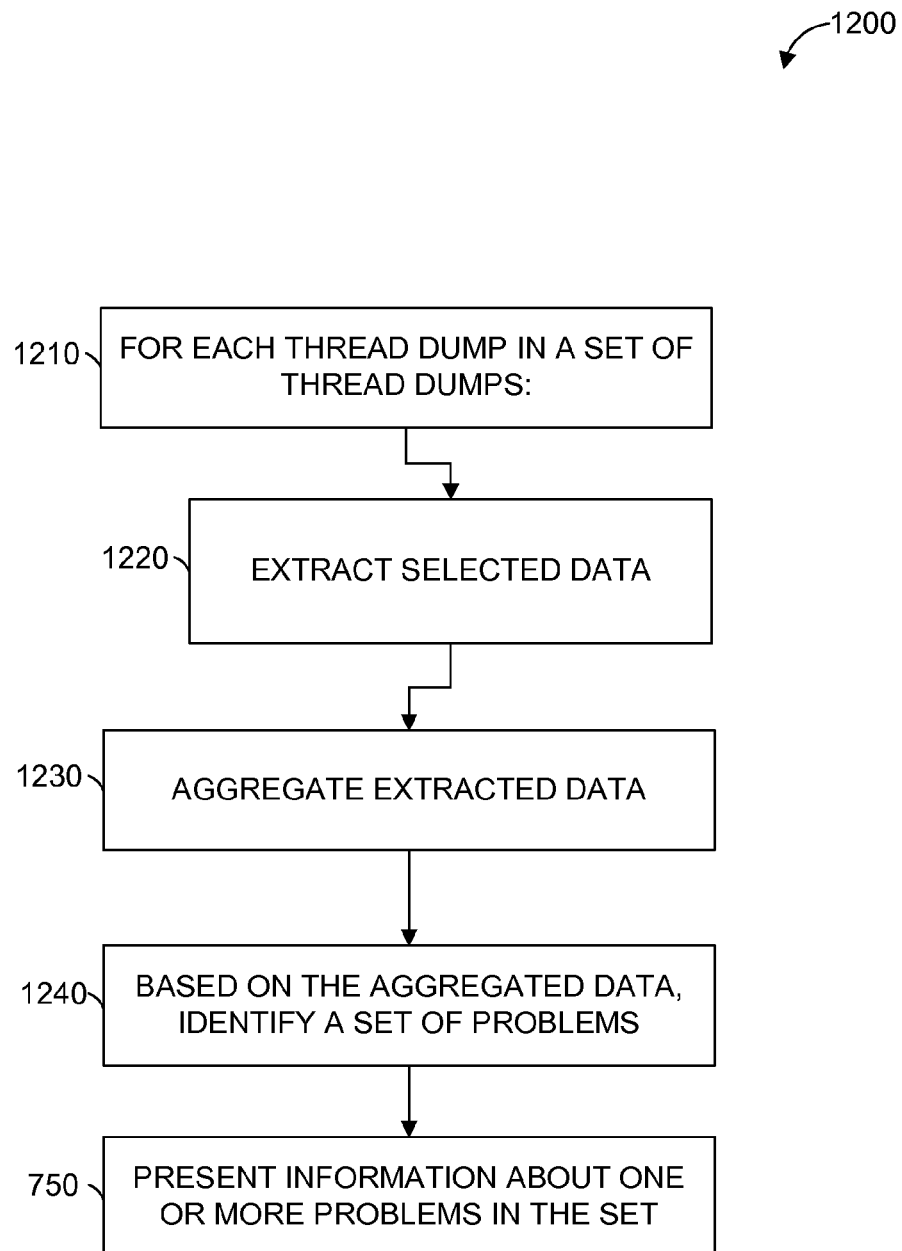 1200
1210
FOR EACH THREAD DUMP IN A SET OF
THREAD DUMPS:
1220
EXTRACT SELECTED DATA
1230
AGGREGATE EXTRACTED DATA
1240
BASED ON THE AGGREGATED DATA,
IDENTIFY A SET OF PROBLEMS
750
PRESENT INFORMATION ABOUT ONE
OR MORE PROBLEMS IN THE SET